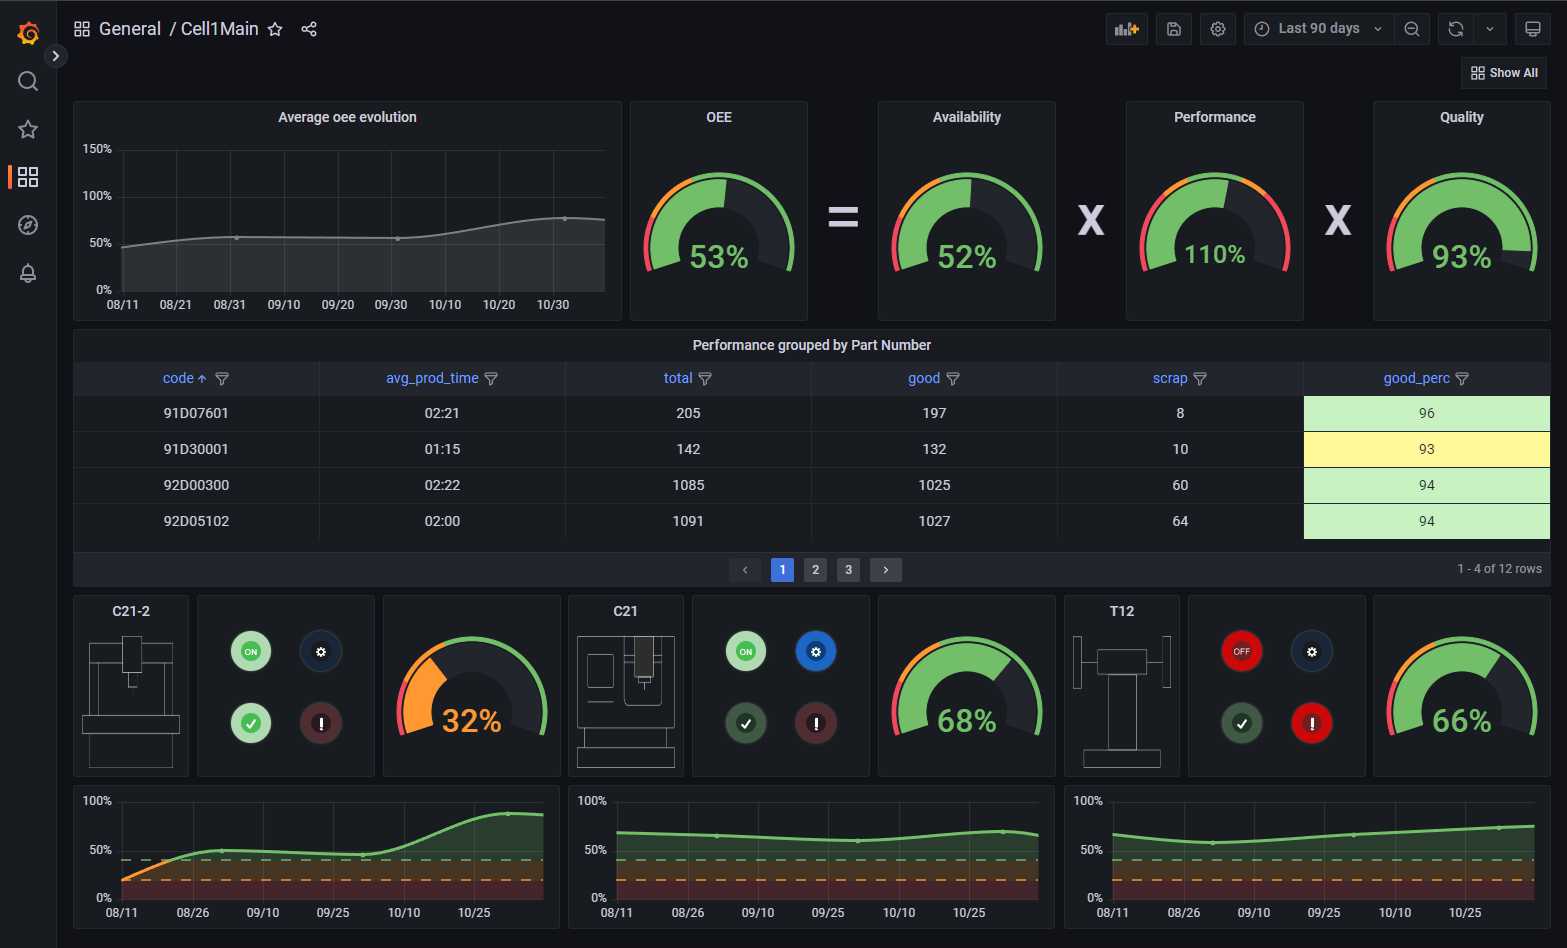 General / Cell1Main
Last 90 days
Show All
Average oee evolution
150%
100%
50%
0%
08/11 08/21 08/31 09/10 09/20 09/30 10/10 10/20 10/30
OEE
53%
=
Availability
52%
X
Performance
110%
X
Quality
93%
Performance grouped by Part Number
code avg_prod_time total good scrap good_perc
91D07601 02:21 205 197 8 96
91D30001 01:15 142 132 10 93
92D00300 02:22 1085 1025 60 94
92D05102 02:00 1091 1027 64 94
1 2 3
1 - 4 of 12 rows
C21-2
ON
32%
C21
ON
68%
T12
OFF
66%
100%
50%
0%
08/11 08/26 09/10 09/25 10/10 10/25
100%
50%
0%
08/11 08/26 09/10 09/25 10/10 10/25
100%
50%
0%
08/11 08/26 09/10 09/25 10/10 10/25